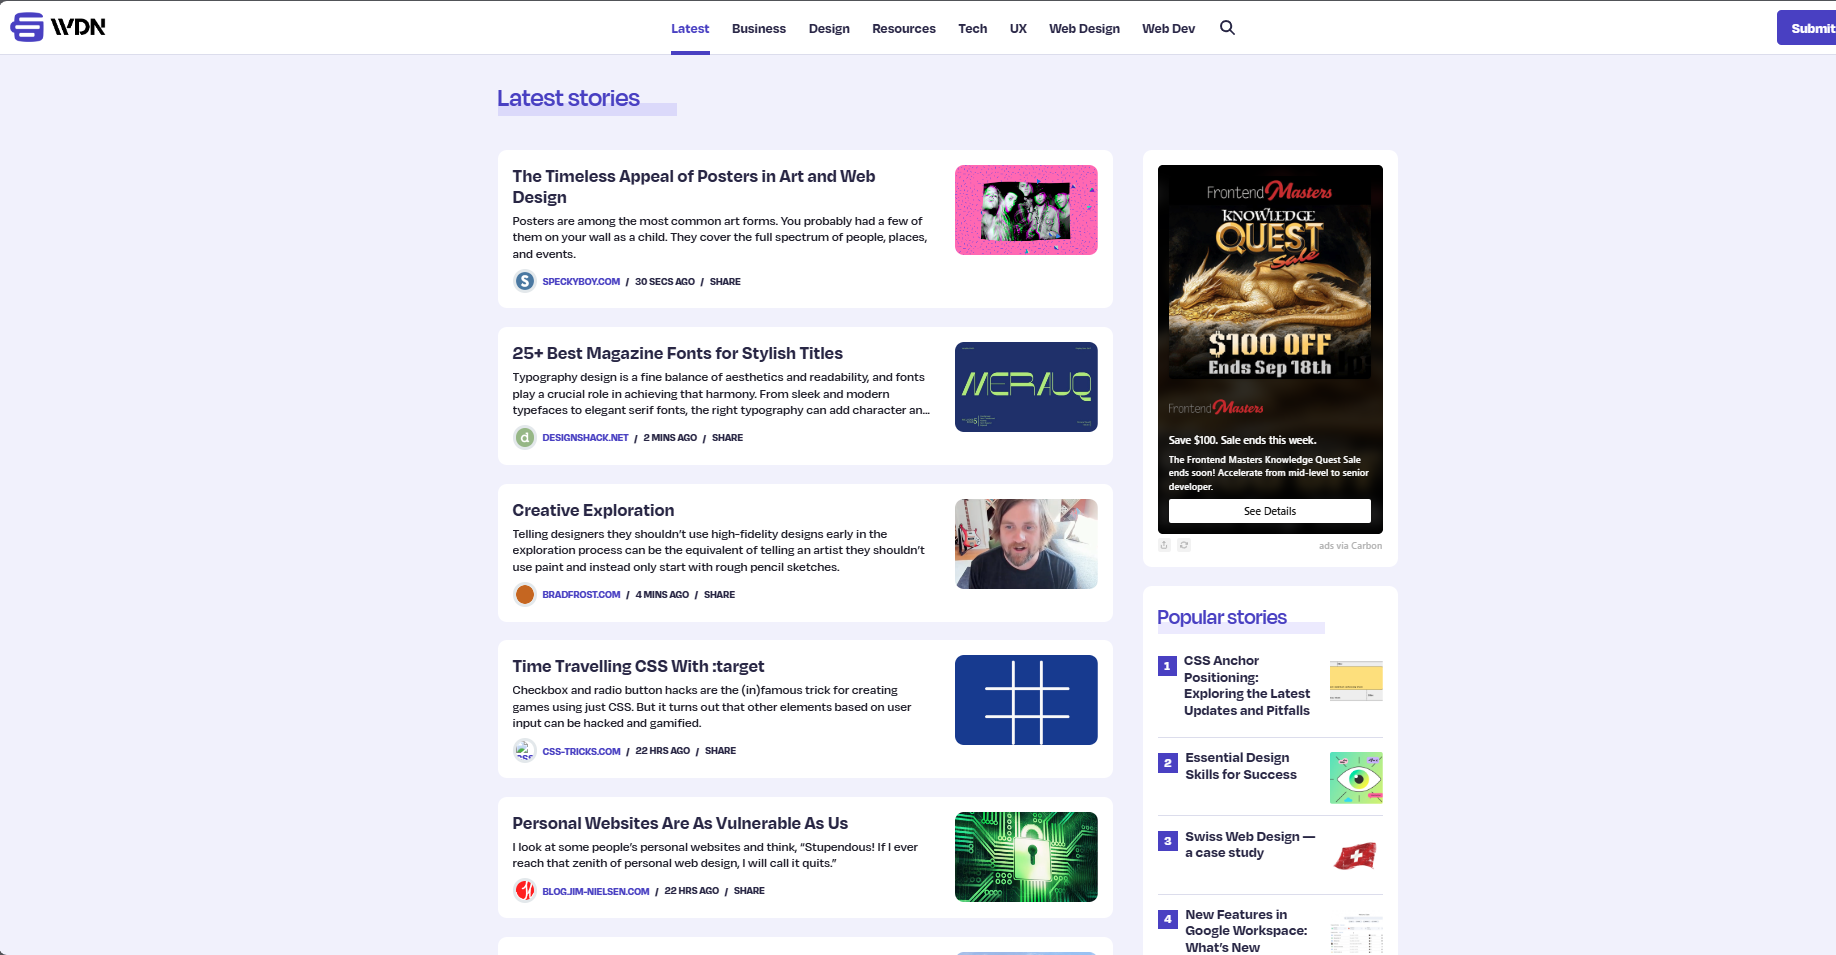 WDN
Latest
Business
Design
Resources
Tech
UX
Web Design
Web Dev
Submit
Latest stories
The Timeless Appeal of Posters in Art and Web
Design
Posters are among the most common art forms. You probably had a few of
them on your wall as a child. They cover the full spectrum of people, places,
and events.
S
SPECKYBOY.COM / 30 SECS AGO / SHARE
25+ Best Magazine Fonts for Stylish Titles
Typography design is a fine balance of aesthetics and readability, and fonts
play a crucial role in achieving that harmony. From sleek and modern
typefaces to elegant serif fonts, the right typography can add character an...
MERAUQ
d
DESIGNSHACK.NET / 2 MINS AGO / SHARE
Creative Exploration
Telling designers they shouldn’t use high-fidelity designs early in the
exploration process can be the equivalent of telling an artist they shouldn’t
use paint and instead only start with rough pencil sketches.
BRADFROST.COM / 4 MINS AGO / SHARE
Time Travelling CSS With :target
Checkbox and radio button hacks are the (in)famous trick for creating
games using just CSS. But it turns out that other elements based on user
input can be hacked and gamified.
CSS-TRICKS.COM / 22 HRS AGO / SHARE
Personal Websites Are As Vulnerable As Us
I look at some people’s personal websites and think, “Stupendous! If I ever
reach that zenith of personal web design, I will call it quits.”
BLOG.JIM-NIELSEN.COM / 22 HRS AGO / SHARE
Frontend Masters
KNOWLEDGE
QUEST
Sale
$100 OFF
Ends Sep 18th
Frontend Masters
Save $100. Sale ends this week.
The Frontend Masters Knowledge Quest Sale
ends soon! Accelerate from mid-level to senior
developer.
See Details
ads via Carbon
Popular stories
1
CSS Anchor
Positioning:
Exploring the Latest
Updates and Pitfalls
2
Essential Design
Skills for Success
3
Swiss Web Design —
a case study
4
New Features in
Google Workspace:
What’s New